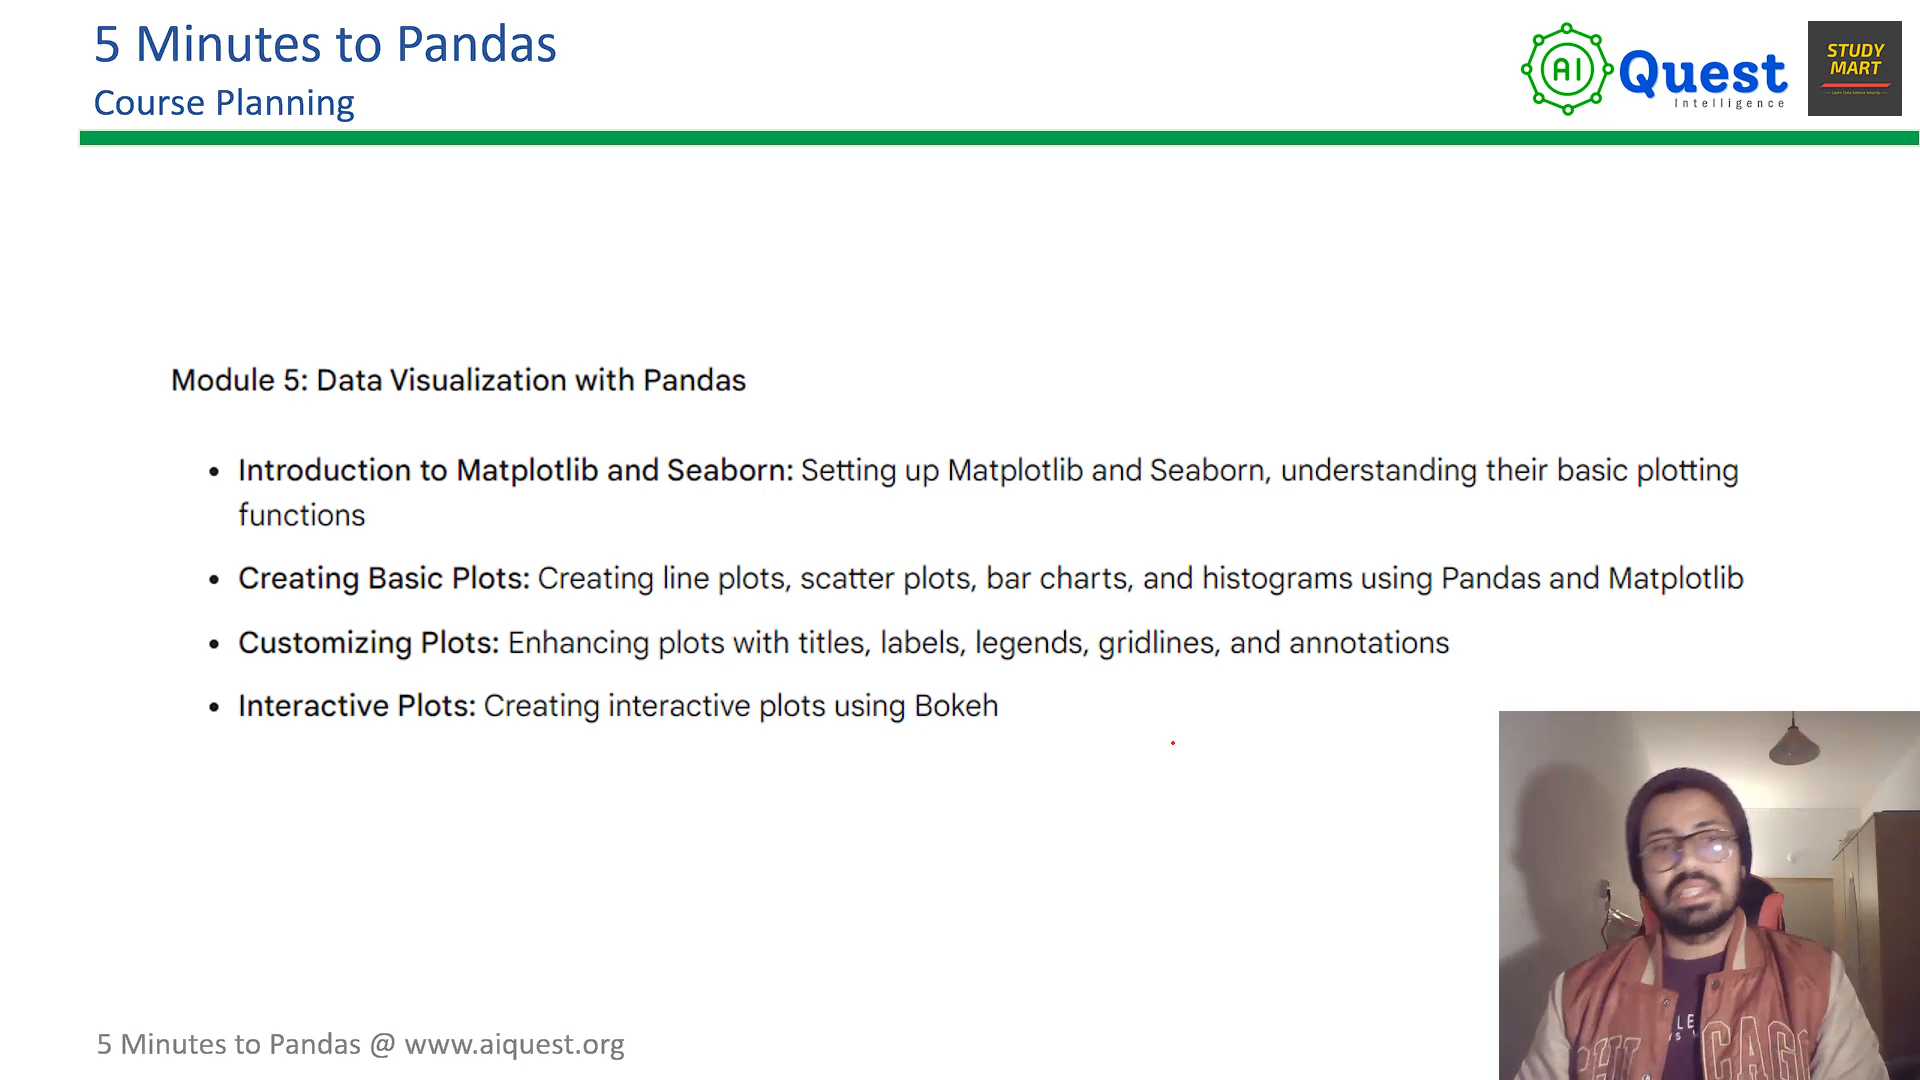 5 Minutes to Pandas
Course Planning
AI Quest
Intelligence
STUDY
MART
Module 5: Data Visualization with Pandas
• Introduction to Matplotlib and Seaborn: Setting up Matplotlib and Seaborn, understanding their basic plotting
functions
• Creating Basic Plots: Creating line plots, scatter plots, bar charts, and histograms using Pandas and Matplotlib
• Customizing Plots: Enhancing plots with titles, labels, legends, gridlines, and annotations
• Interactive Plots: Creating interactive plots using Bokeh
5 Minutes to Pandas @ www.aiquest.org